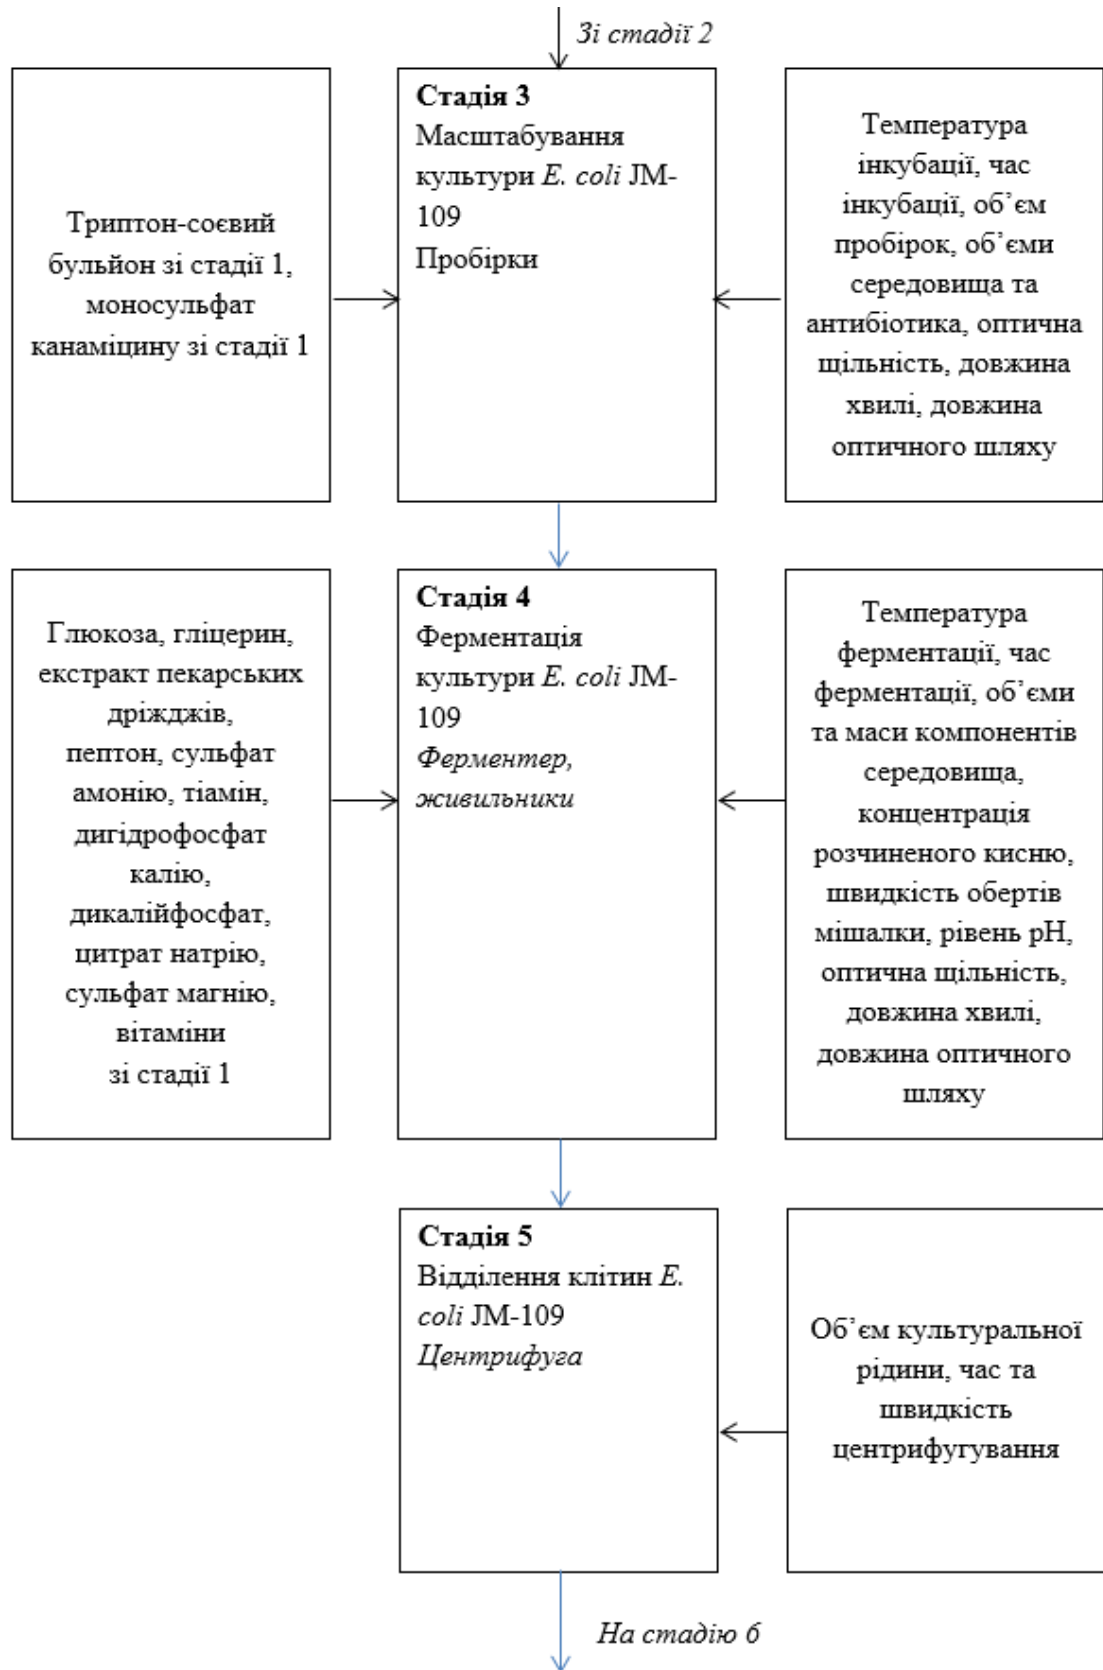 Зі стадії 2
Триптон-соєвий
бульйон зі стадії 1,
моносульфат
канаміцину зі стадії 1
Стадія 3
Масштабування
культури E. coli JM-
109
Пробірки
Температура
інкубації, час
інкубації, об’єм
пробірок, об’єми
середовища та
антибіотика, оптична
щільність, довжина
хвилі, довжина
оптичного шляху
Глюкоза, гліцерин,
екстракт пекарських
дріжджів,
пептон, сульфат
амонію, тіамін,
дигідрофосфат
калію,
дикалійфосфат,
цитрат натрію,
сульфат магнію,
вітаміни
зі стадії 1
Стадія 4
Ферментація
культури E. coli JM-
109
Ферментер,
живильники
Температура
ферментації, час
ферментації, об’єми
та маси компонентів
середовища,
концентрація
розчиненого кисню,
швидкість обертів
мішалки, рівень рН,
оптична щільність,
довжина хвилі,
довжина оптичного
шляху
Стадія 5
Відділення клітин E.
coli JM-109
Центрифуга
Об’єм культуральної
рідини, час та
швидкість
центрифугування
На стадію 6